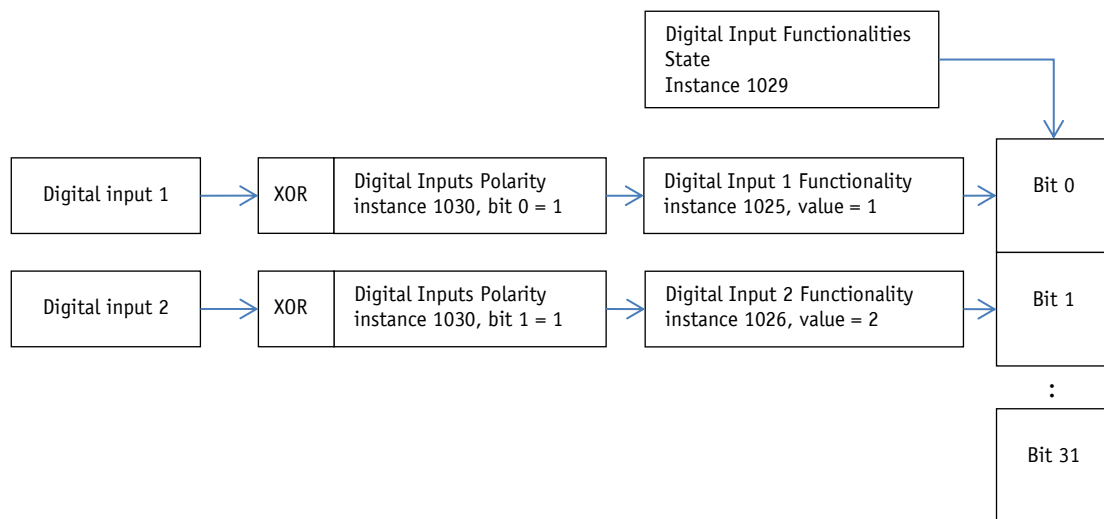 Digital Input Functionalities
State
Instance 1029
Digital input 1
XOR
Digital Inputs Polarity
instance 1030, bit 0 = 1
Digital Input 1 Functionality
instance 1025, value = 1
Bit 0
Digital input 2
XOR
Digital Inputs Polarity
instance 1030, bit 1 = 1
Digital Input 2 Functionality
instance 1026, value = 2
Bit 1
:
Bit 31